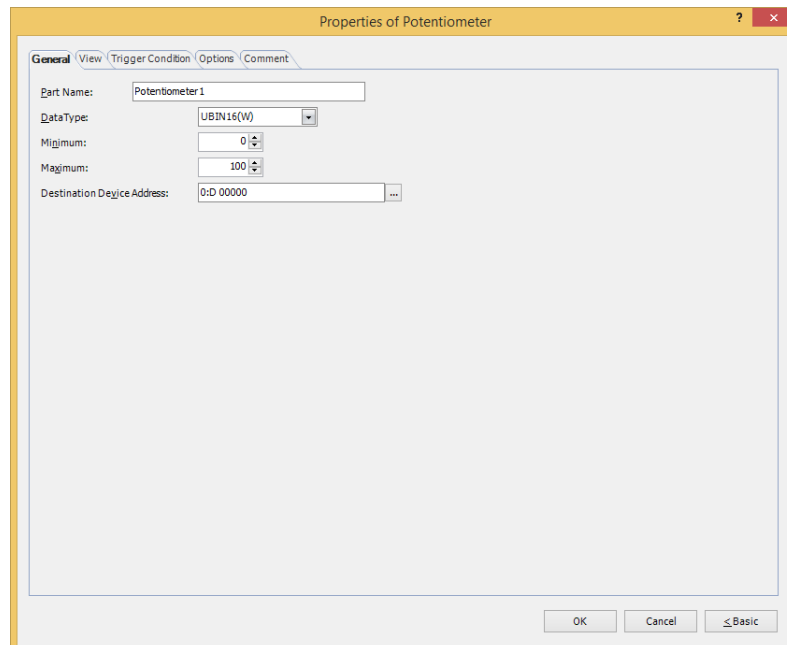 Properties of Potentiometer
?
General View Trigger Condition Options Comment
Part Name: Potentiometer1
DataType: UBIN16(W)
Minimum: 0
Maximum: 100
Destination Device Address: 0:D 00000 ...
OK Cancel < Basic